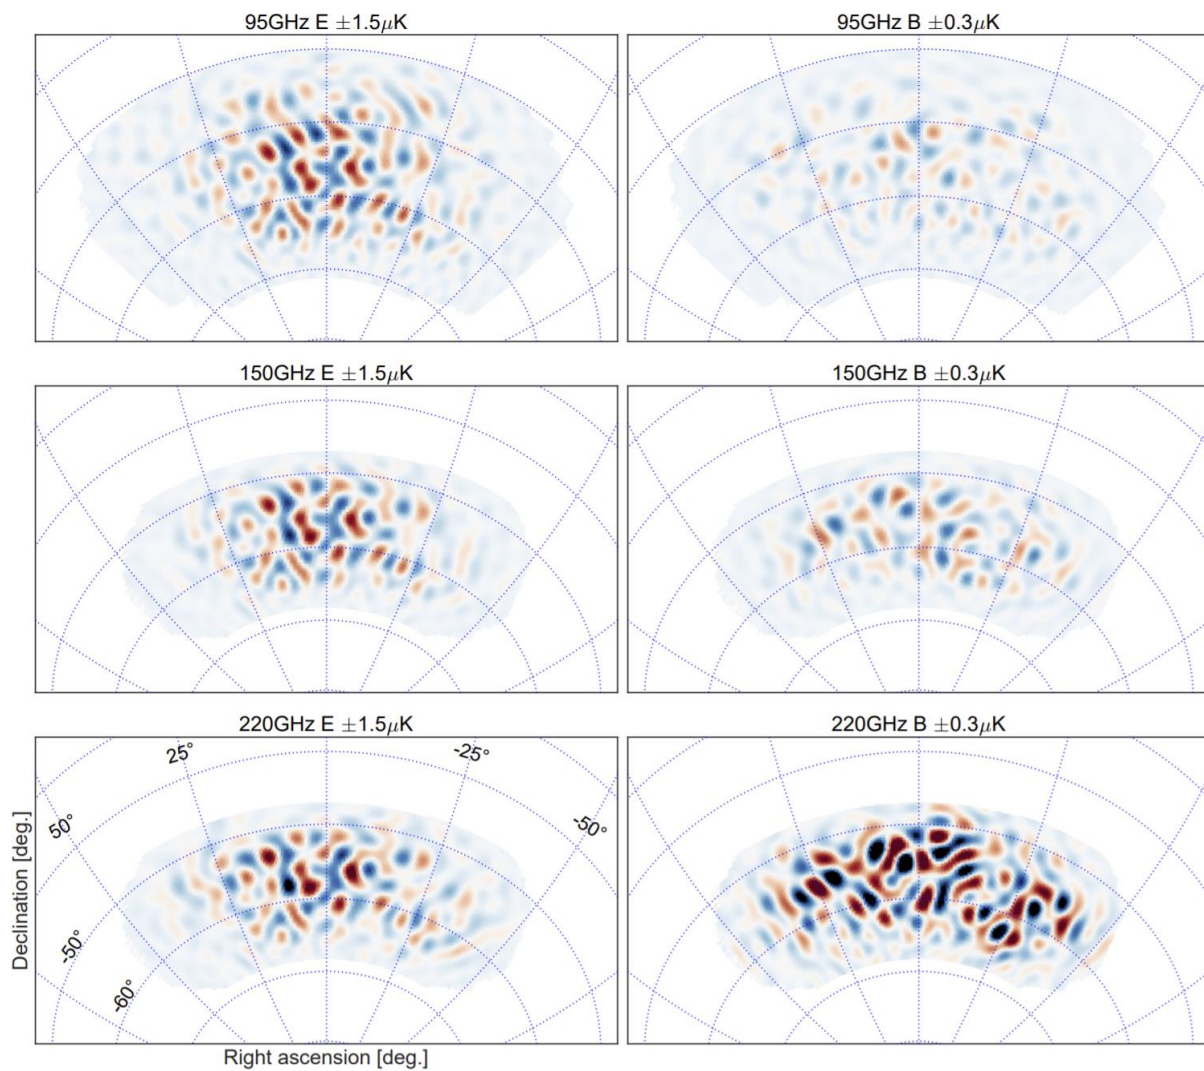 95GHz E ±1.5μK
95GHz B ±0.3μK
150GHz E ±1.5μK
150GHz B ±0.3μK
220GHz E ±1.5μK
220GHz B ±0.3μK
25°
-25°
50°
-50°
-50°
-60°
Declination [deg.]
Right ascension [deg.]